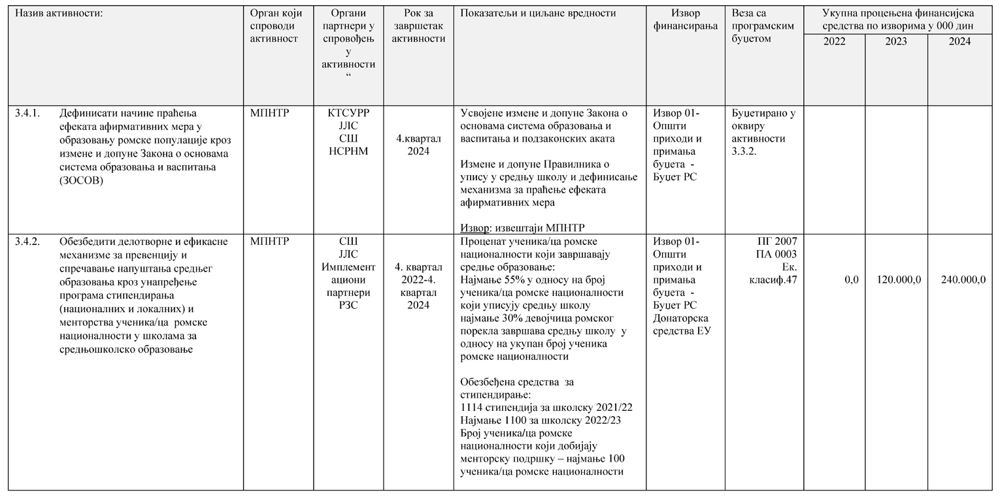 Назив активности:
Орган који
спроводи
активност
Органи
партнери у
спровођењ
у
активности
“
Рок за
завршетак
активности
Показатељи и циљане вредности
Извор
финансирања
Веза са
програмским
буџетом
Укупна процењена финансијска
средства по изворима у 000 дин
2022
2023
2024
3.4.1. Дефинисати начине праћења
ефеката афирмативних мера у
образовању ромске популације кроз
измене и допуне Закона о основама
система образовања и васпитања
(ЗОСОВ)
МПНТР
КТСУРР
ЈЛС
СШ
НСРНМ
4.квартал
2024
Усвојене измене и допуне Закона о
основама система образовања и
васпитања и подзаконских аката
Измене и допуне Правилника о
упису у средњу школу и дефинисање
механизма за праћење ефеката
афирмативних мера
Извор: извештаји МПНТР
Извор 01-
Општи
приходи и
примања
буџета -
Буџет РС
Буџетирано у
оквиру
активности
3.3.2.
3.4.2. Обезбедити делотворне и ефикасне
механизме за превенцију и
спречавање напуштања средњег
образовања кроз унапређење
програма стипендирања
(националних и локалних) и
менторства ученика/ца ромске
националности у школама за
средњошколско образовање
МПНТР
СШ
ЈЛС
Имплемент
ациони
партнери
РЗС
4. квартал
2022-4.
квартал
2024
Проценат ученика/ца ромске
националности који завршавају
средње образовање:
Најмање 55% у односу на број
ученика/ца ромске националности
који уписују средњу школу
најмање 30% девојчица ромског
порекла завршава средњу школу у
односу на укупан број ученика
ромске националности
Обезбеђена средства за
стипендирање:
1114 стипендија за школску 2021/22
Најмање 1100 за школску 2022/23
Број ученика/ца ромске
националности који добијају
менторску подршку – најмање 100
ученика/ца ромске националности
Извор 01-
Општи
приходи и
примања
буџета -
Буџет РС
Донаторска
средства ЕУ
ПГ 2007
ПА 0003
Ек.
класиф.47
0,0
120.000,0
240.000,0